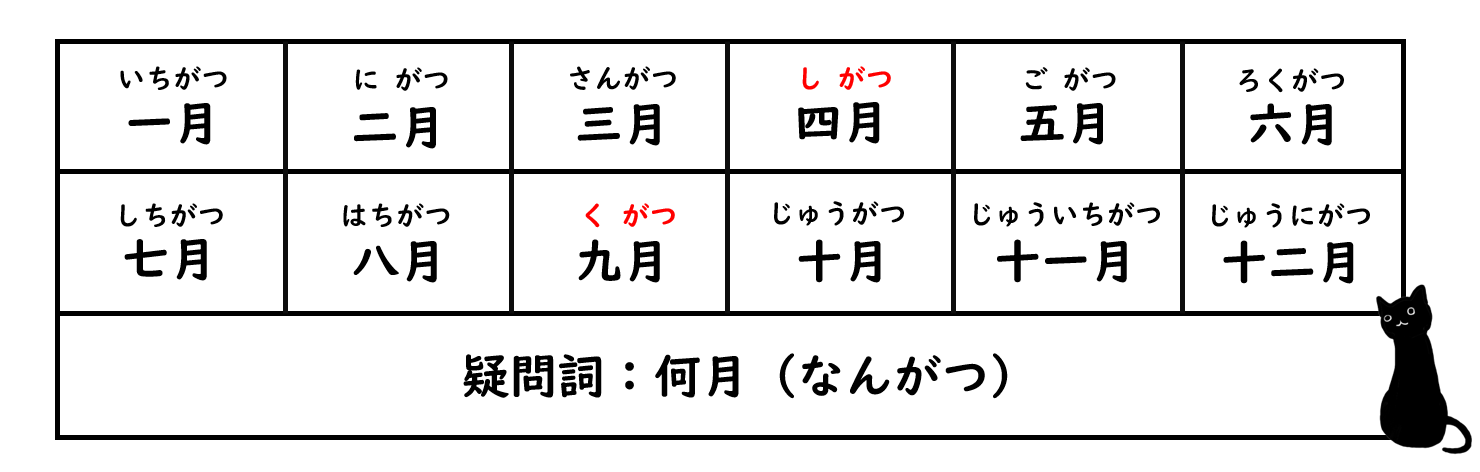 いちがつ に がつ さんがつ し がつ ご がつ ろくがつ
一月 二月 三月 四月 五月 六月
しちがつ はちがつ く がつ じゅうがつ じゅういちがつ じゅうにがつ
七月 八月 九月 十月 十一月 十二月
疑問詞：何月（なんがつ）